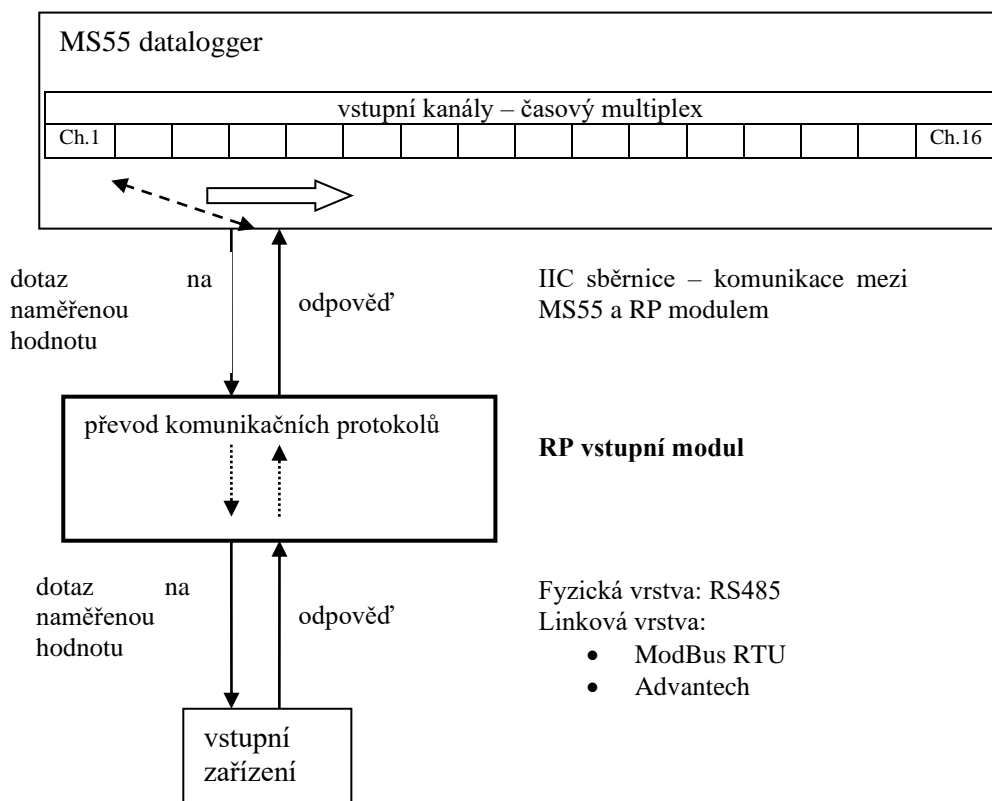 MS55 datalogger
vstupní kanály – časový multiplex
Ch.1
Ch.16
dotaz na
naměřenou
hodnotu
odpověď
IIC sběrnice – komunikace mezi
MS55 a RP modulem
převod komunikačních protokolů
RP vstupní modul
dotaz na
naměřenou
hodnotu
odpověď
Fyzická vrstva: RS485
Linková vrstva:
• ModBus RTU
• Advantech
vstupní
zařízení